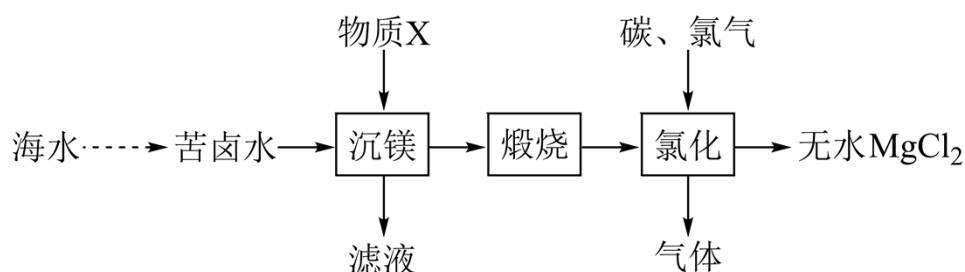 物质X 碳、氯气
海水 苦卤水 沉镁 煅烧 氯化 无水MgCl₂
滤液 气体